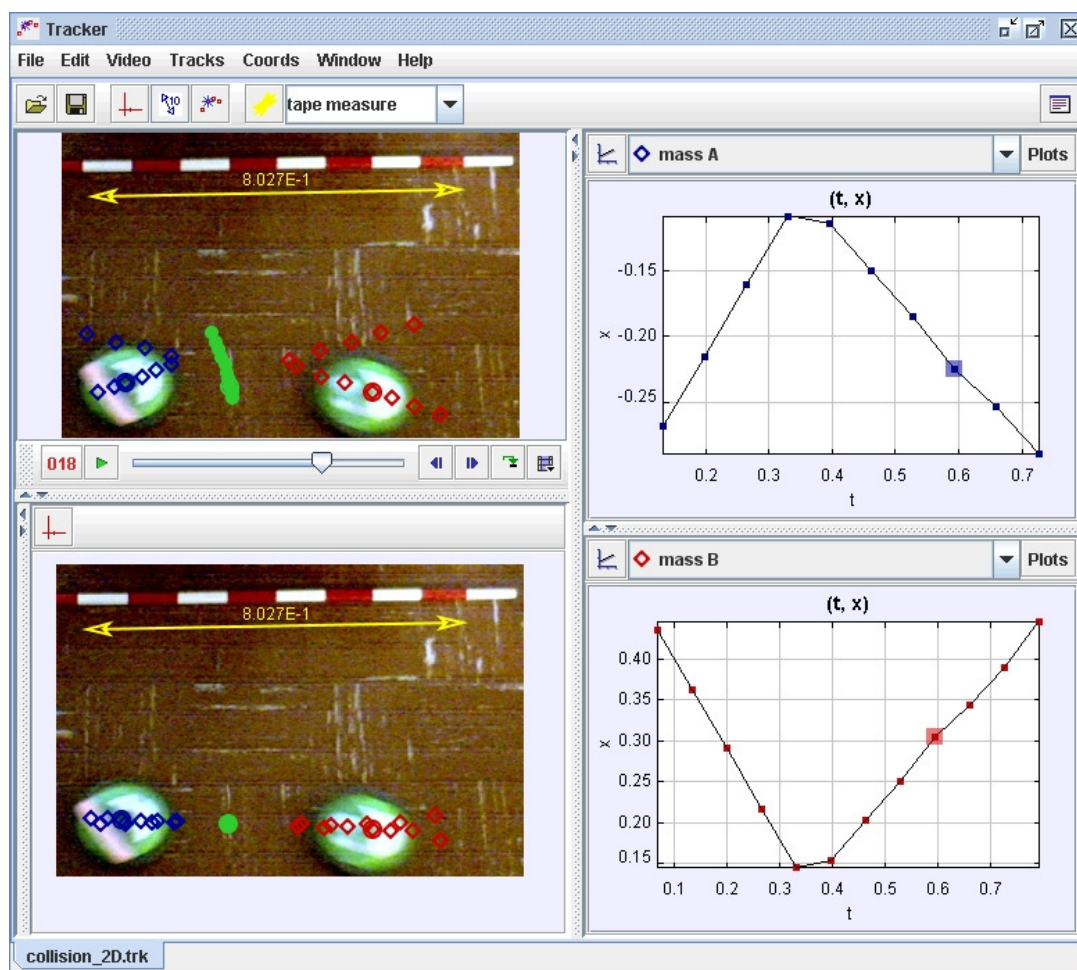 Tracker
File Edit Video Tracks Coords Window Help
tape measure
8.027E-1
018
mass A Plots
(t, x)
-0.15
x
-0.20
-0.25
0.2 0.3 0.4 0.5 0.6 0.7
t
8.027E-1
mass B Plots
(t, x)
0.40
0.35
x
0.30
0.25
0.20
0.15
0.1 0.2 0.3 0.4 0.5 0.6 0.7
t
collision_2D.trk